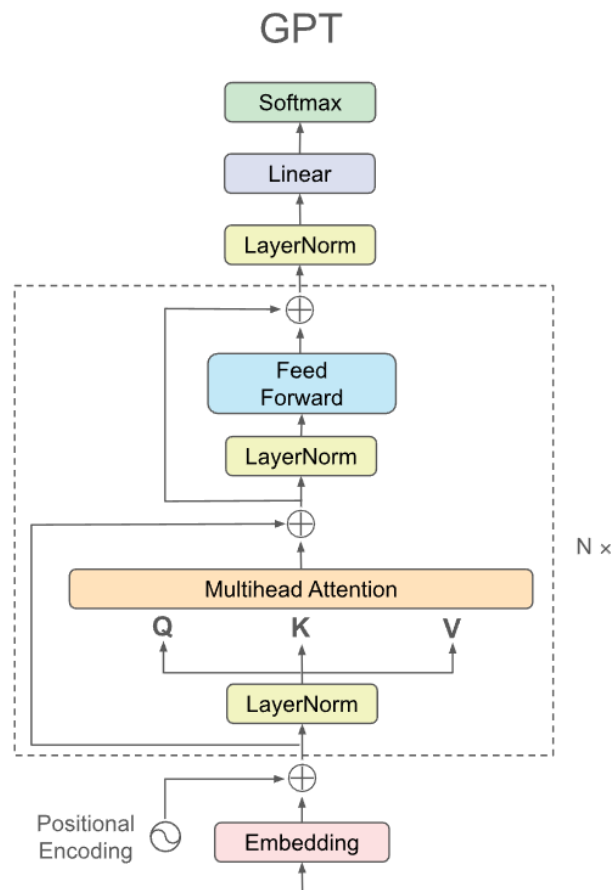 GPT
Softmax
Linear
LayerNorm
Feed
Forward
LayerNorm
N ×
Multihead Attention
Q K V
LayerNorm
Positional
Encoding
Embedding